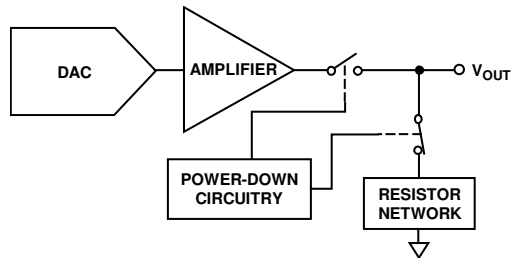 DAC
AMPLIFIER
VOUT
POWER-DOWN
CIRCUITRY
RESISTOR
NETWORK